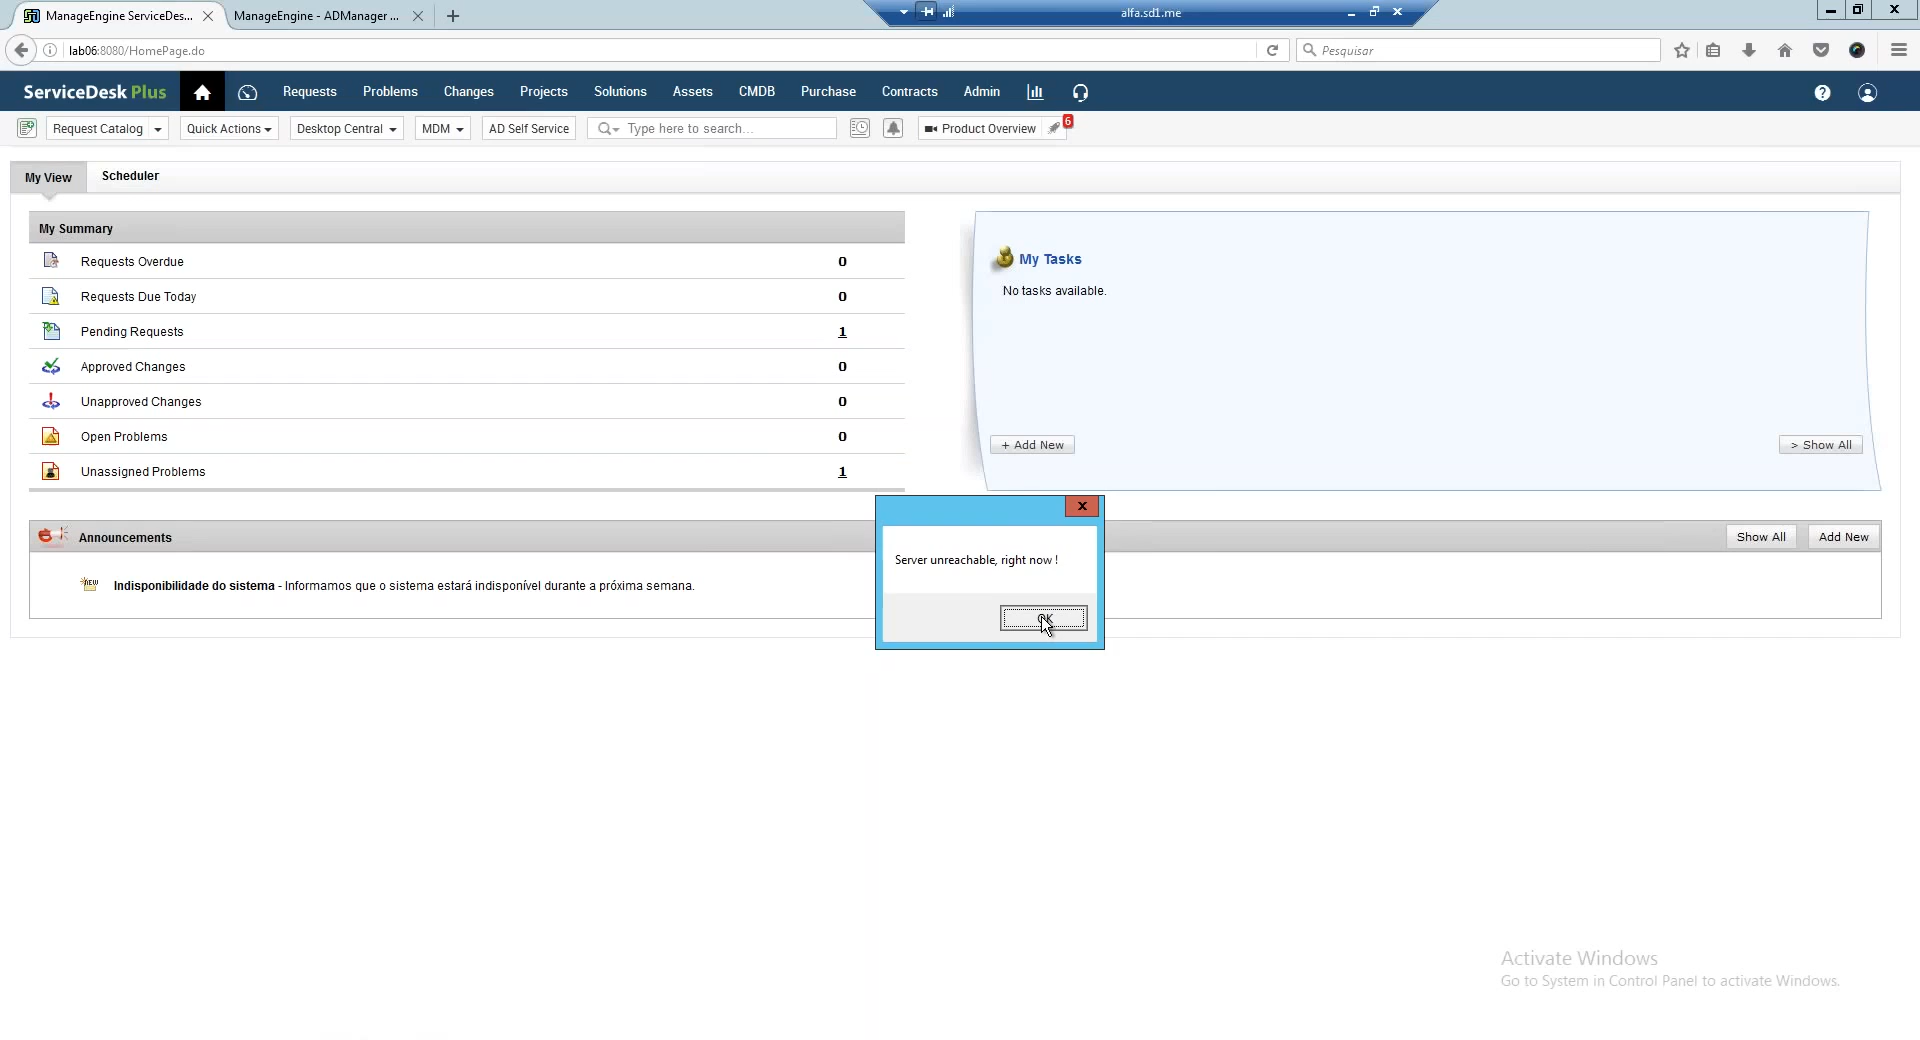 ManageEngine ServiceDes...
ManageEngine - ADManager ...
alfa.sd1.me
lab06:8080/HomePage.do
Pesquisar
ServiceDesk Plus
Requests
Problems
Changes
Projects
Solutions
Assets
CMDB
Purchase
Contracts
Admin
Request Catalog
Quick Actions
Desktop Central
MDM
AD Self Service
Type here to search...
Product Overview
6
My View
Scheduler
My Summary
Requests Overdue 0
Requests Due Today 0
Pending Requests 1
Approved Changes 0
Unapproved Changes 0
Open Problems 0
Unassigned Problems 1
My Tasks
No tasks available.
+ Add New
> Show All
Announcements
Show All
Add New
Indisponibilidade do sistema - Informamos que o sistema estará indisponível durante a próxima semana.
x
Server unreachable, right now !
OK
Activate Windows
Go to System in Control Panel to activate Windows.